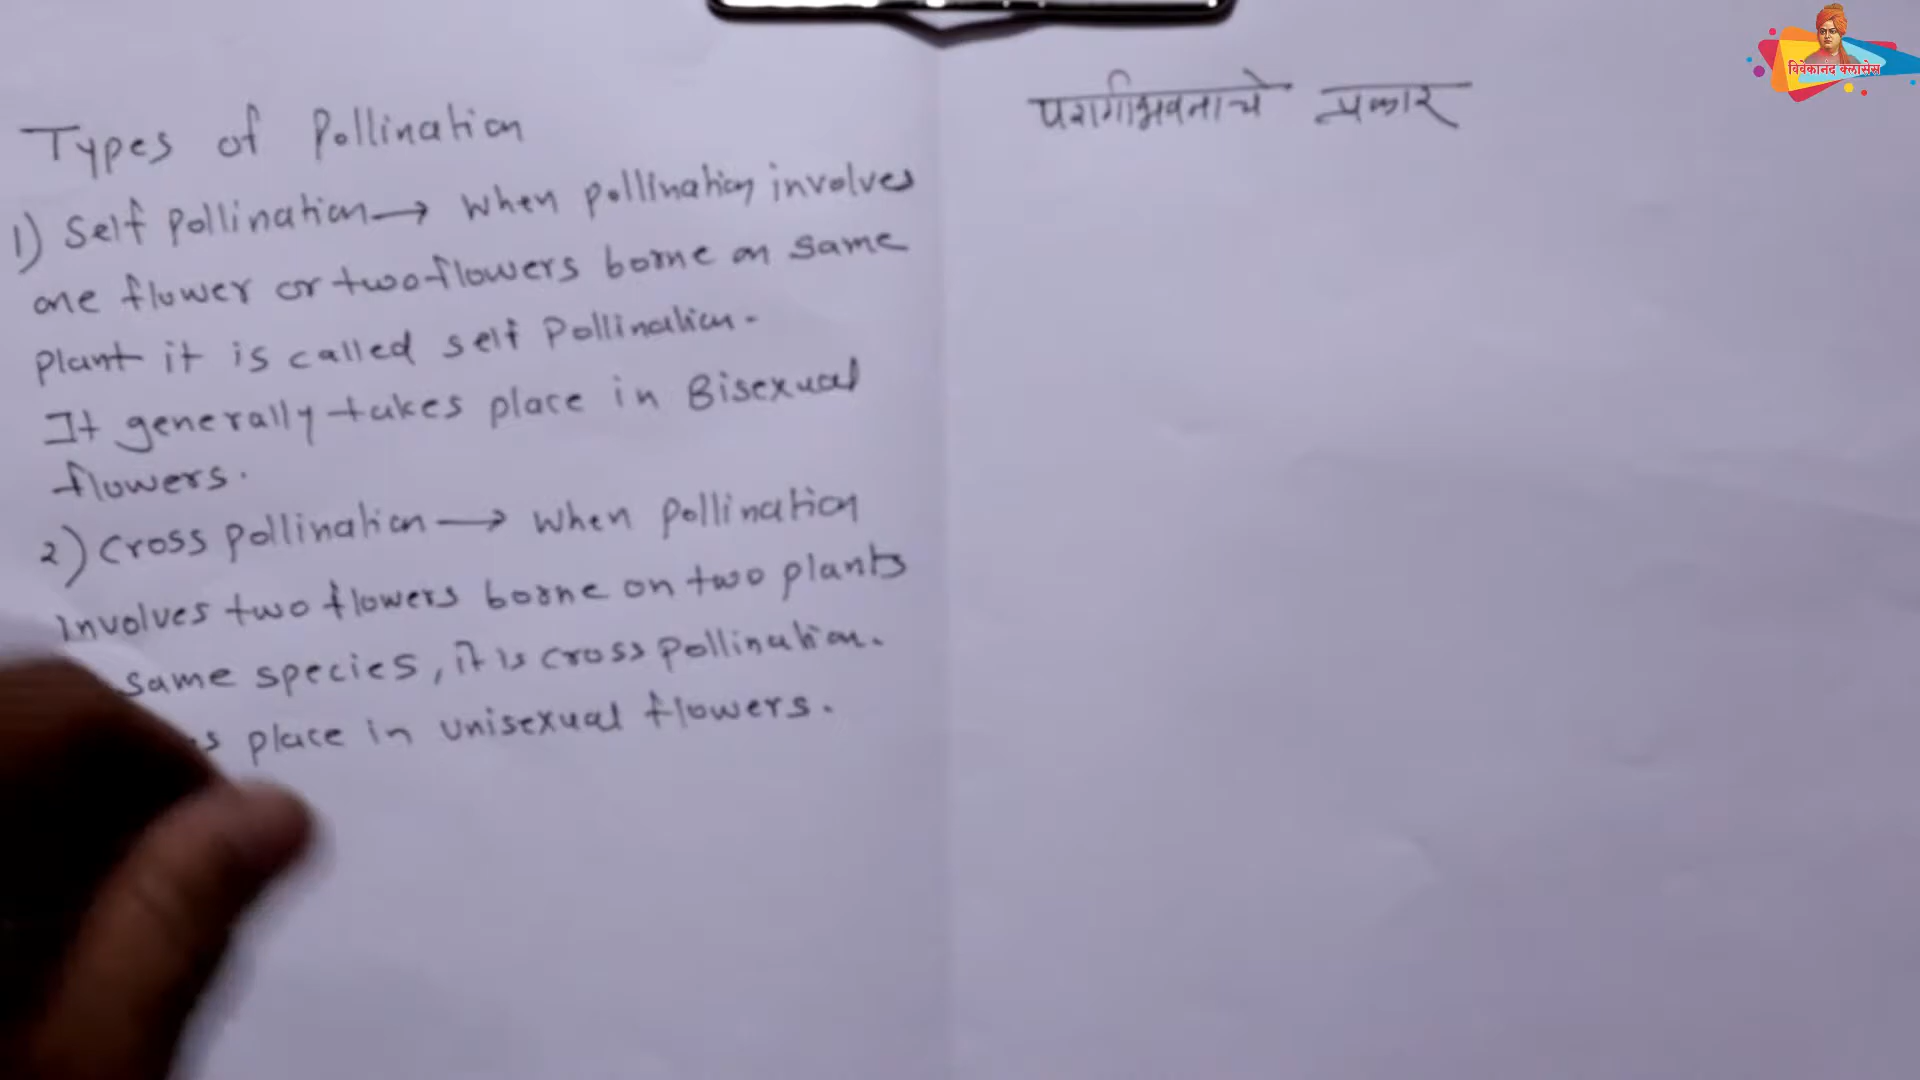 Types of Pollination
1) Self pollination → When pollination involves
one flower or two flowers borne on same
plant it is called self Pollination.
It generally takes place in Bisexual
flowers.
2) Cross pollination → When pollination
involves two flowers borne on two plants
same species, it is cross pollination.
place in unisexual flowers.
परागीभवनाचे प्रकार
विवेकानंद क्लासेस